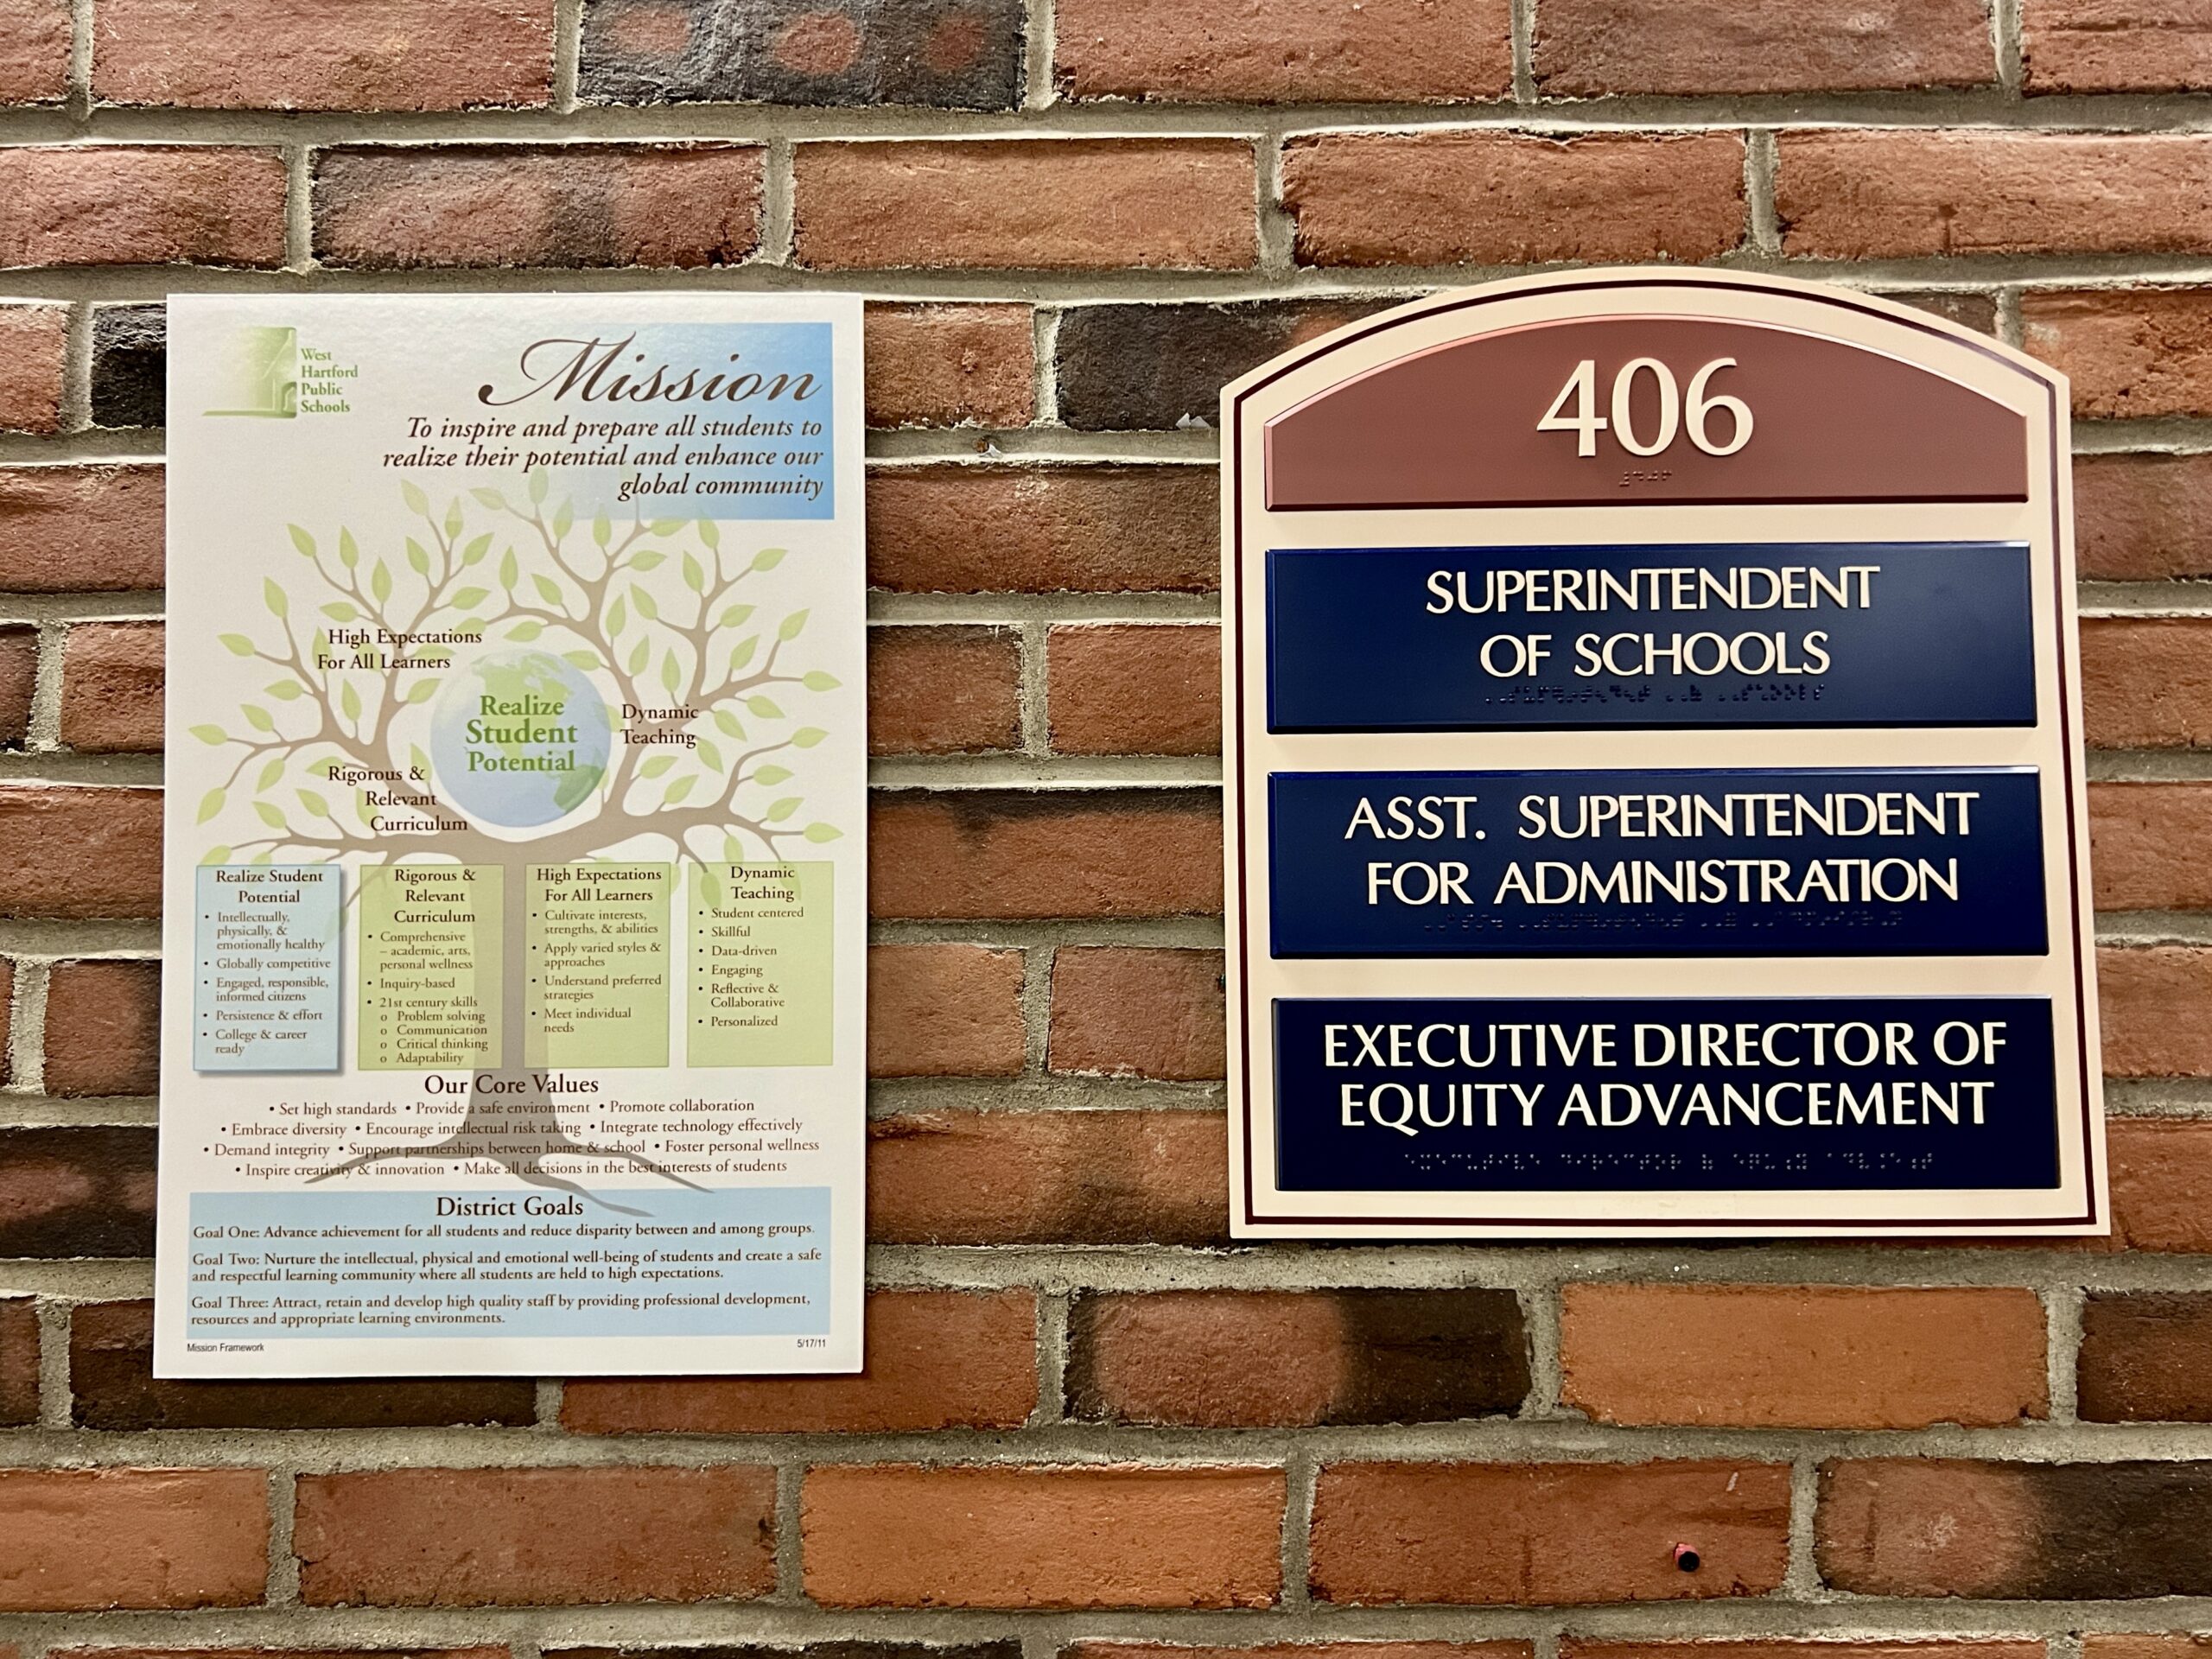 West
Hartford
Public
Schools
Mission
To inspire and prepare all students to
realize their potential and enhance our
global community
High Expectations
For All Learners
Realize
Student
Potential
Dynamic
Teaching
Rigorous &
Relevant
Curriculum
Realize Student
Potential
• Intellectually,
physically, &
emotionally healthy
• Globally competitive
• Engaged, responsible,
informed citizens
• Persistence & effort
• College & career
ready
Rigorous &
Relevant
Curriculum
• Comprehensive
– academic, arts,
personal wellness
• Inquiry-based
• 21st century skills
o Problem solving
o Communication
o Critical thinking
o Adaptability
High Expectations
For All Learners
• Cultivate interests,
strengths, & abilities
• Apply varied styles &
approaches
• Understand preferred
strategies
• Meet individual
needs
Dynamic
Teaching
• Student centered
• Skillful
• Data-driven
• Engaging
• Reflective &
Collaborative
• Personalized
Our Core Values
• Set high standards • Provide a safe environment • Promote collaboration
• Embrace diversity • Encourage intellectual risk taking • Integrate technology effectively
• Demand integrity • Support partnerships between home & school • Foster personal wellness
• Inspire creativity & innovation • Make all decisions in the best interests of students
District Goals
Goal One: Advance achievement for all students and reduce disparity between and among groups.
Goal Two: Nurture the intellectual, physical and emotional well-being of students and create a safe
and respectful learning community where all students are held to high expectations.
Goal Three: Attract, retain and develop high quality staff by providing professional development,
resources and appropriate learning environments.
Mission Framework
5/17/11
406
SUPERINTENDENT
OF SCHOOLS
ASST. SUPERINTENDENT
FOR ADMINISTRATION
EXECUTIVE DIRECTOR OF
EQUITY ADVANCEMENT